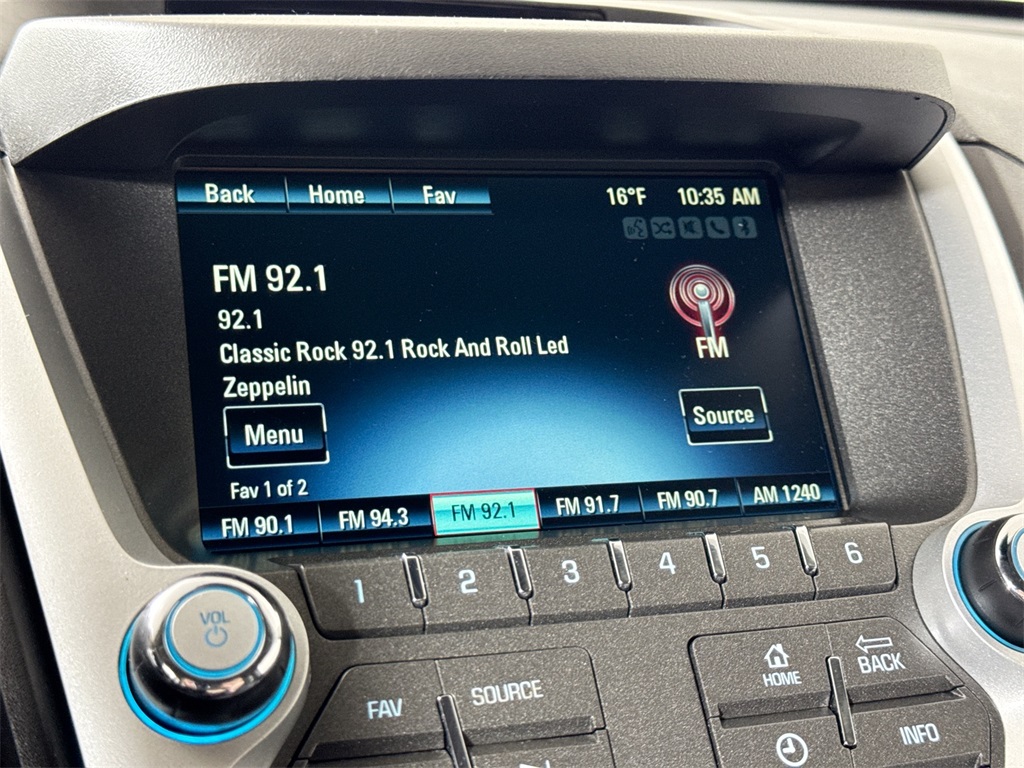 Back Home Fav 16°F 10:35 AM
FM 92.1
92.1
Classic Rock 92.1 Rock And Roll Led
Zeppelin
FM
Menu
Source
Fav 1 of 2
FM 90.1 FM 94.3 FM 92.1 FM 91.7 FM 90.7 AM 1240
1 2 3 4 5 6
VOL
FAV SOURCE
HOME BACK
INFO